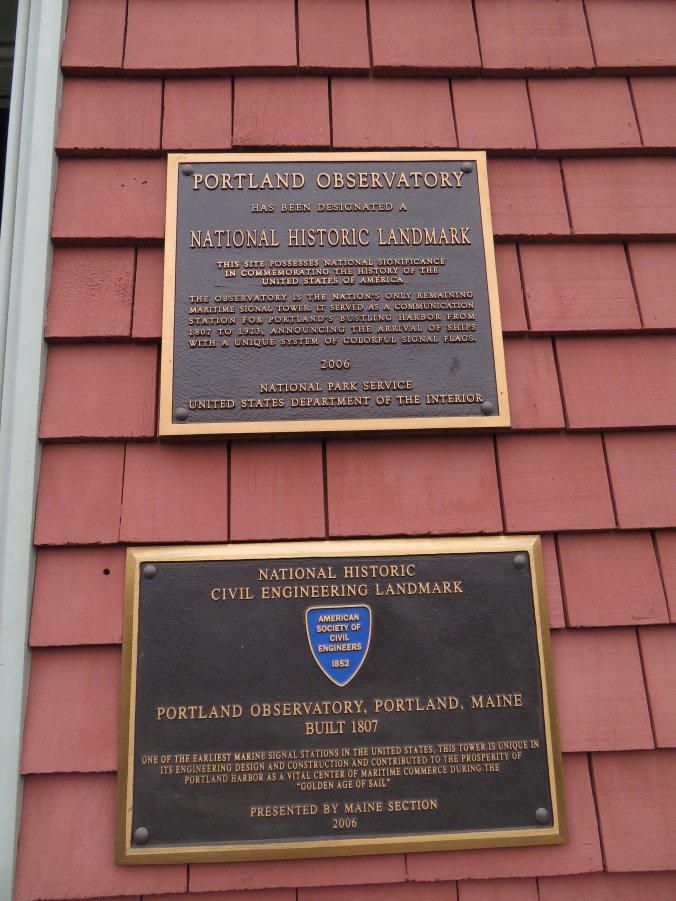 PORTLAND OBSERVATORY
HAS BEEN DESIGNATED A
NATIONAL HISTORIC LANDMARK
THIS SITE POSSESSES NATIONAL SIGNIFICANCE
IN COMMEMORATING THE HISTORY OF THE
UNITED STATES OF AMERICA
THE OBSERVATORY IS THE NATION'S ONLY REMAINING
MARITIME SIGNAL TOWER. IT SERVED AS A COMMUNICATION
STATION FOR PORTLAND'S BUSTLING HARBOR FROM
1807 TO 1923, ANNOUNCING THE ARRIVAL OF SHIPS
WITH A UNIQUE SYSTEM OF COLORFUL SIGNAL FLAGS.
2006
NATIONAL PARK SERVICE
UNITED STATES DEPARTMENT OF THE INTERIOR
NATIONAL HISTORIC
CIVIL ENGINEERING LANDMARK
AMERICAN
SOCIETY OF
CIVIL
ENGINEERS
1852
PORTLAND OBSERVATORY, PORTLAND, MAINE
BUILT 1807
ONE OF THE EARLIEST MARINE SIGNAL STATIONS IN THE UNITED STATES, THIS TOWER IS UNIQUE IN
ITS ENGINEERING DESIGN AND CONSTRUCTION AND CONTRIBUTED TO THE PROSPERITY OF
PORTLAND HARBOR AS A VITAL CENTER OF MARITIME COMMERCE DURING THE
"GOLDEN AGE OF SAIL"
PRESENTED BY MAINE SECTION
2006